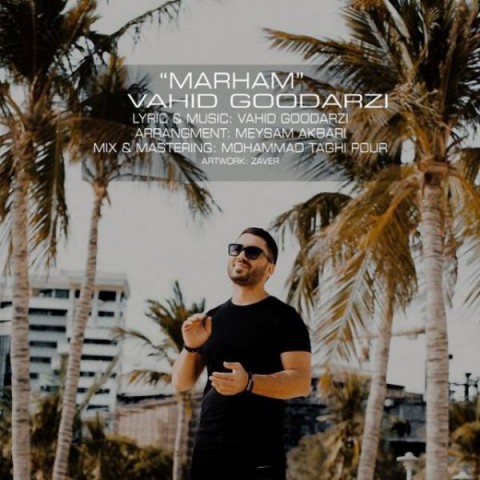 “MARHAM”
VAHID GOODARZI
LYRIC & MUSIC: VAHID GOODARZI
ARRANGMENT: MEYSAM AKBARI
MIX & MASTERING: MOHAMMAD TAGHI POUR
ARTWORK: ZAVER